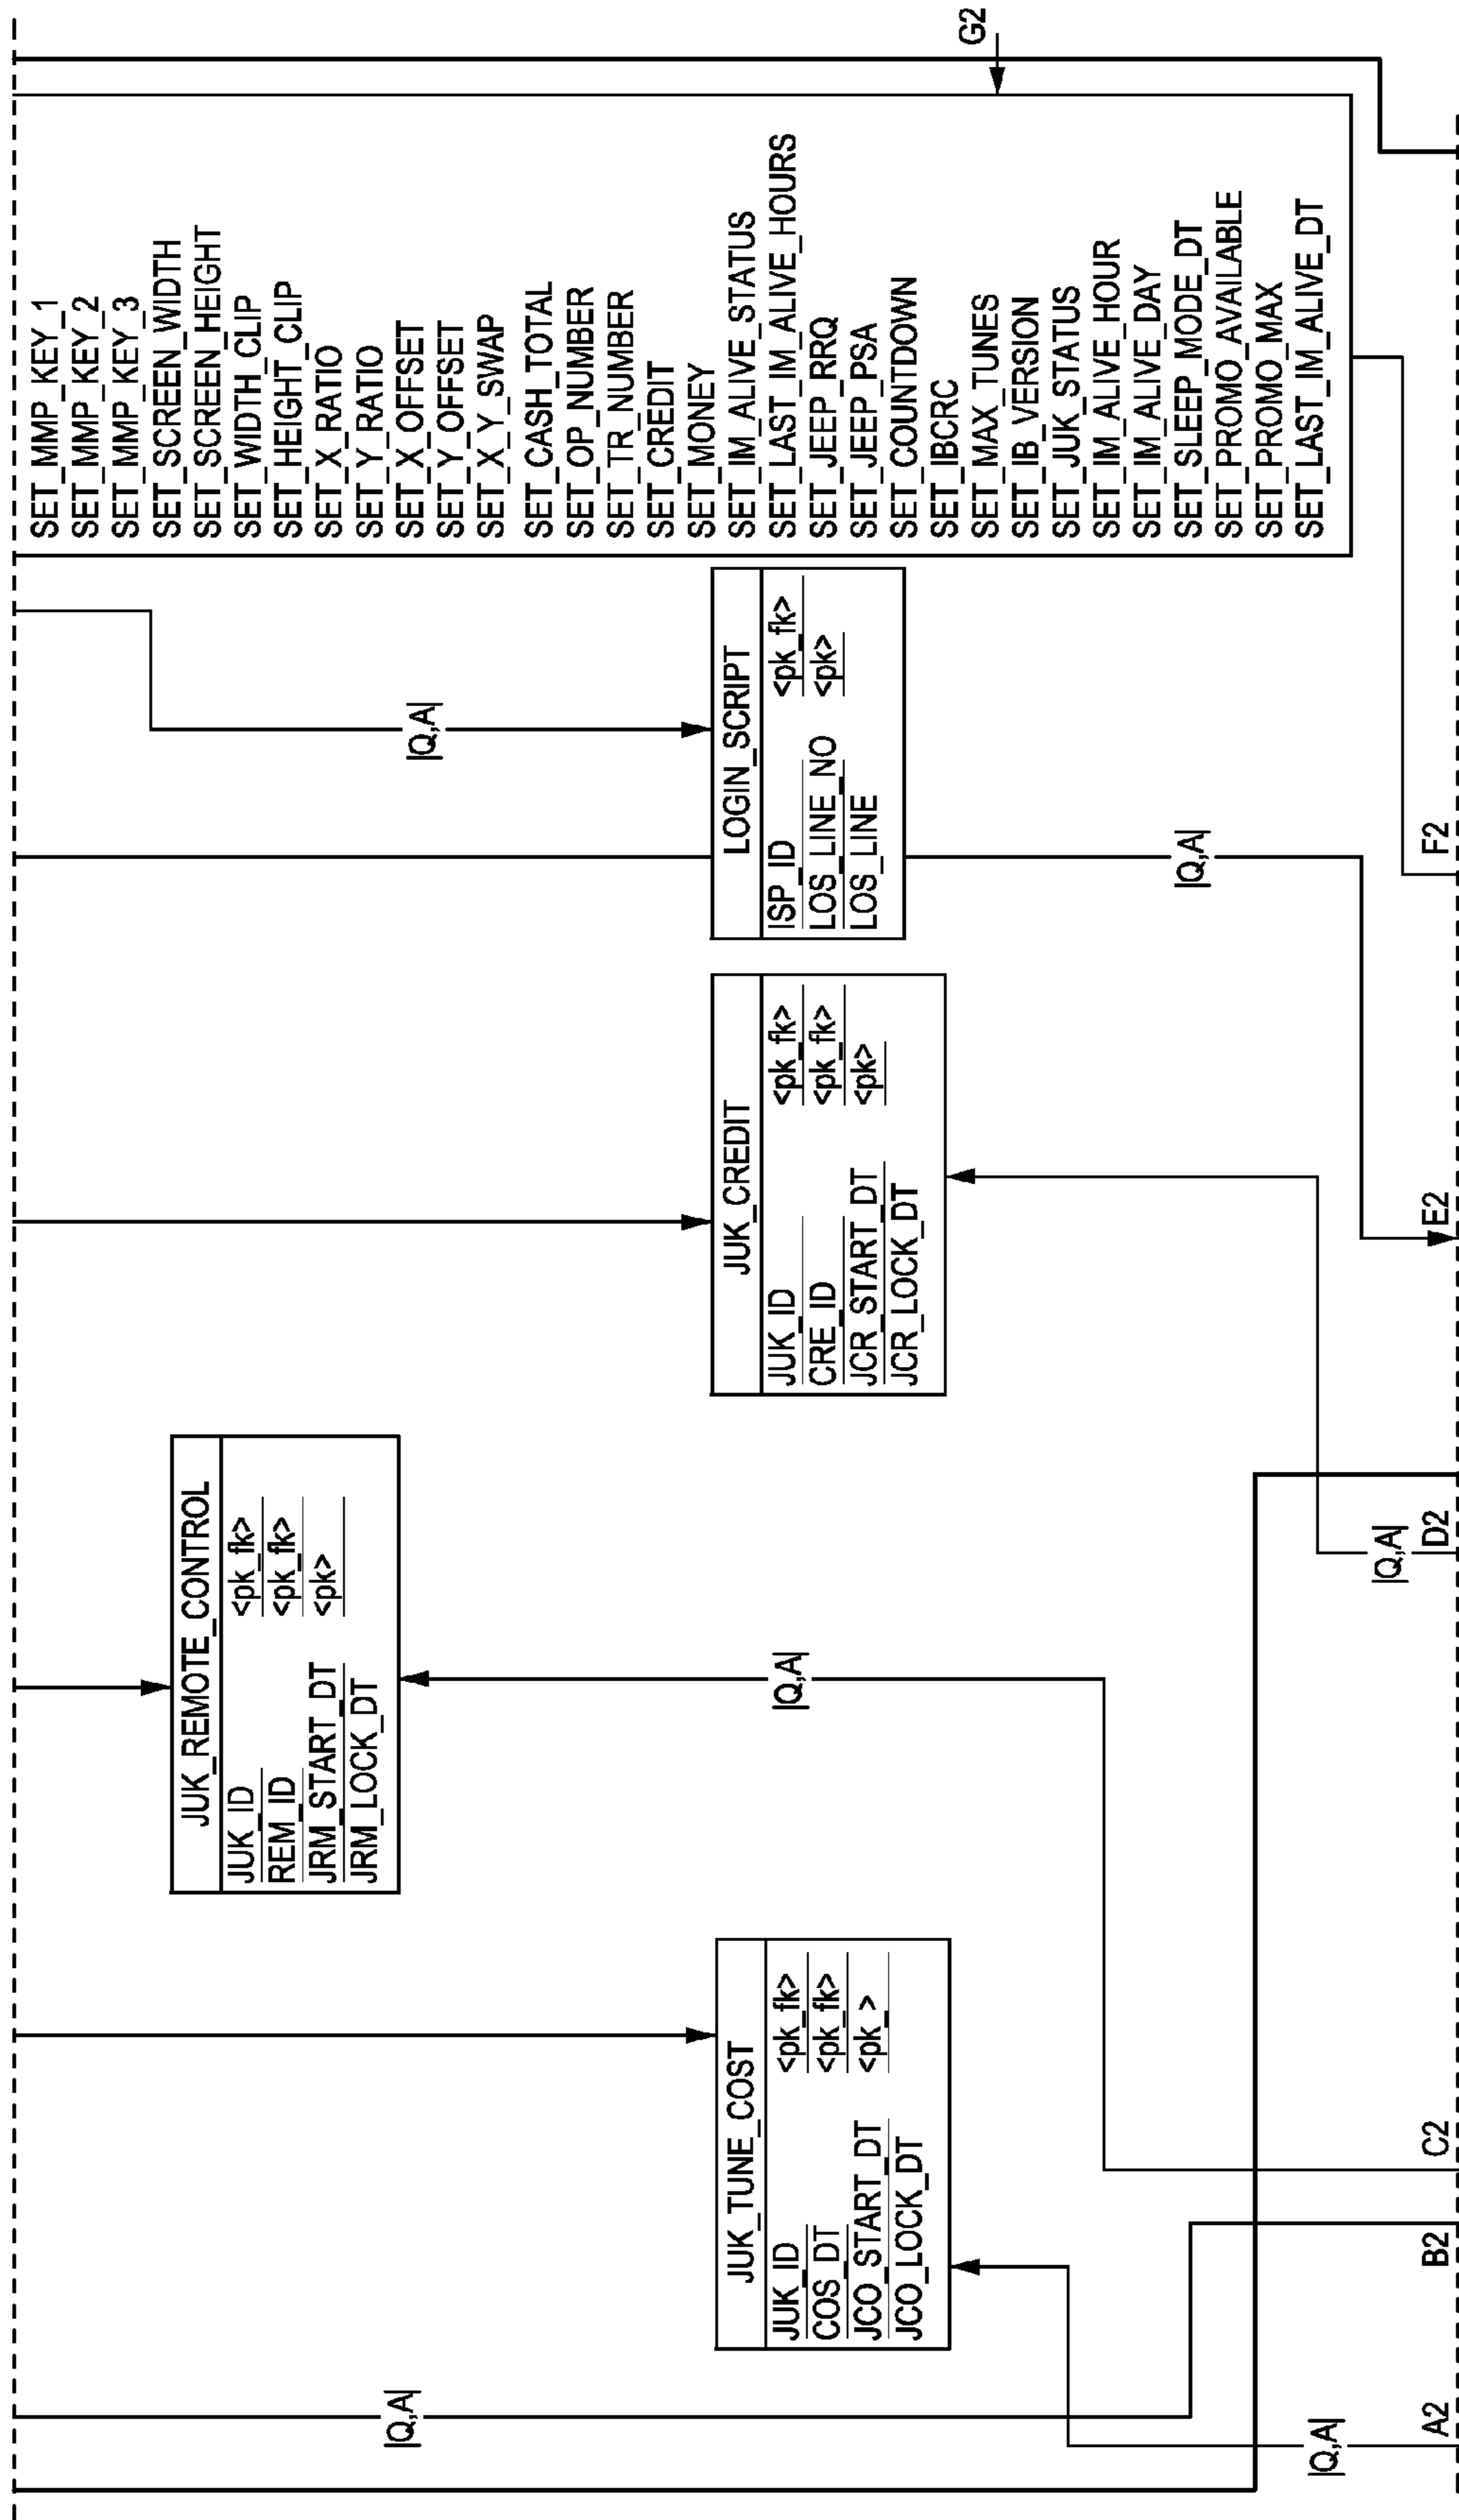 JUK_REMOTE_CONTROL
JUK_ID <pk_fk>
REM_ID <pk_fk>
JRM_START_DT <pk>
JRM_LOCK_DT
SET_MMP_KEY_1
SET_MMP_KEY_2
SET_MMP_KEY_3
SET_SCREEN_WIDTH
SET_SCREEN_HEIGHT
SET_WIDTH_CLIP
SET_HEIGHT_CLIP
SET_X_RATIO
SET_Y_RATIO
SET_X_OFFSET
SET_Y_OFFSET
SET_X_Y_SWAP
SET_CASH_TOTAL
SET_OP_NUMBER
SET_TR_NUMBER
SET_CREDIT
SET_MONEY
SET_IM_ALIVE_STATUS
SET_LAST_IM_ALIVE_HOURS
SET_JEEP_RRQ
SET_JEEP_PSA
SET_COUNTDOWN
SET_IBCRC
SET_MAX_TUNES
SET_IB_VERSION
SET_JUK_STATUS
SET_IM_ALIVE_HOUR
SET_IM_ALIVE_DAY
SET_SLEEP_MODE_DT
SET_PROMO_AVAILABLE
SET_PROMO_MAX
SET_LAST_IM_ALIVE_DT
|Q,A|
|Q,A|
|Q,A|
JUK_TUNE_COST
JUK_ID <pk_fk>
COS_DT <pk_fk>
JCO_START_DT <pk_>
JCO_LOCK_DT
JUK_CREDIT
JUK_ID <pk_fk>
CRE_ID <pk_fk>
JCR_START_DT <pk>
JCR_LOCK_DT
LOGIN_SCRIPT
ISP_ID <pk_fk>
LOS_LINE_NO <pk>
LOS_LINE
G2
|Q,A|
|Q,A|
|Q,A|
A2
B2
C2
D2
E2
F2